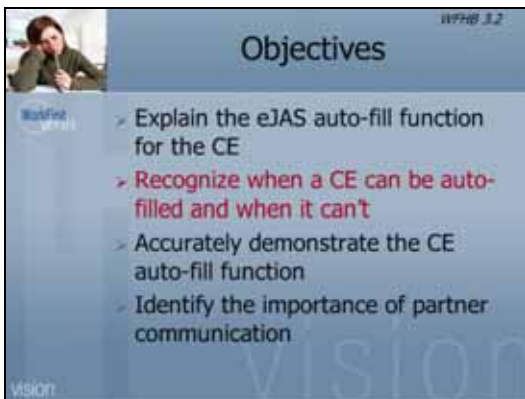 WFHB 3.2
Objectives
WorkFirst
Explain the eJAS auto-fill function
for the CE
Recognize when a CE can be auto-
filled and when it can't
Accurately demonstrate the CE
auto-fill function
Identify the importance of partner
communication
vision
vision